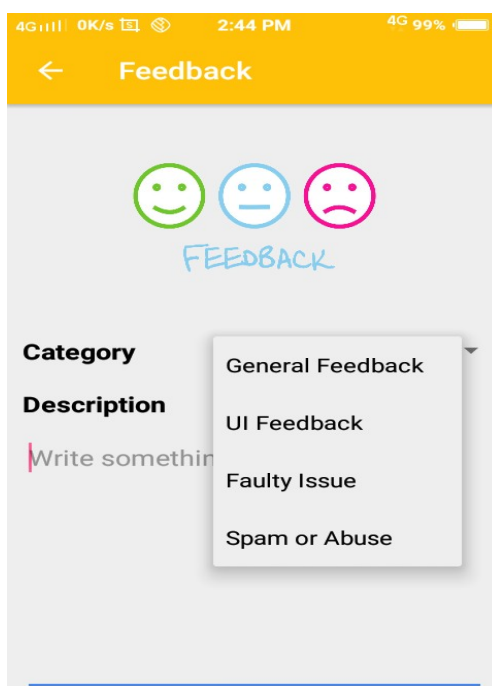 4G 0K/s 2:44 PM 4G 99%
Feedback
FEEDBACK
Category
General Feedback
Description
UI Feedback
Write somethin
Faulty Issue
Spam or Abuse